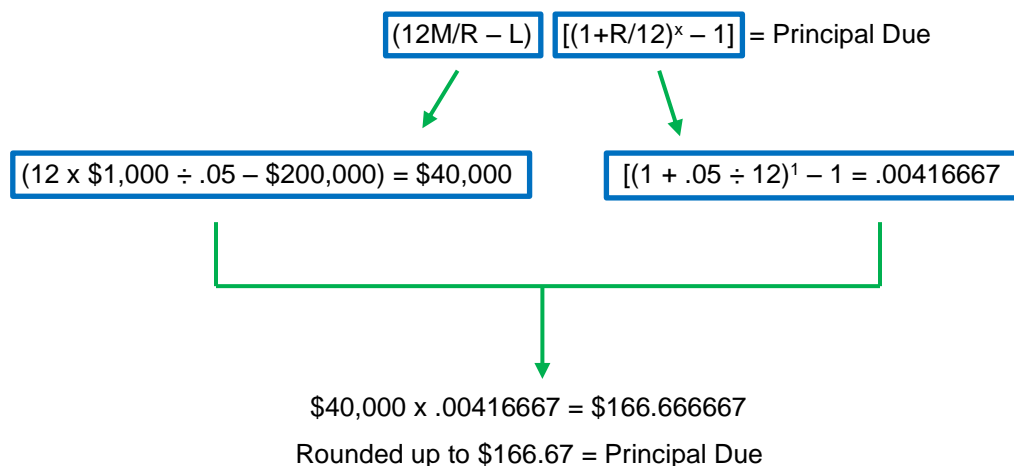 (12M/R – L) [(1+R/12)ˣ – 1] = Principal Due
(12 x $1,000 ÷ .05 – $200,000) = $40,000
[(1 + .05 ÷ 12)¹ – 1 = .00416667
$40,000 x .00416667 = $166.666667
Rounded up to $166.67 = Principal Due